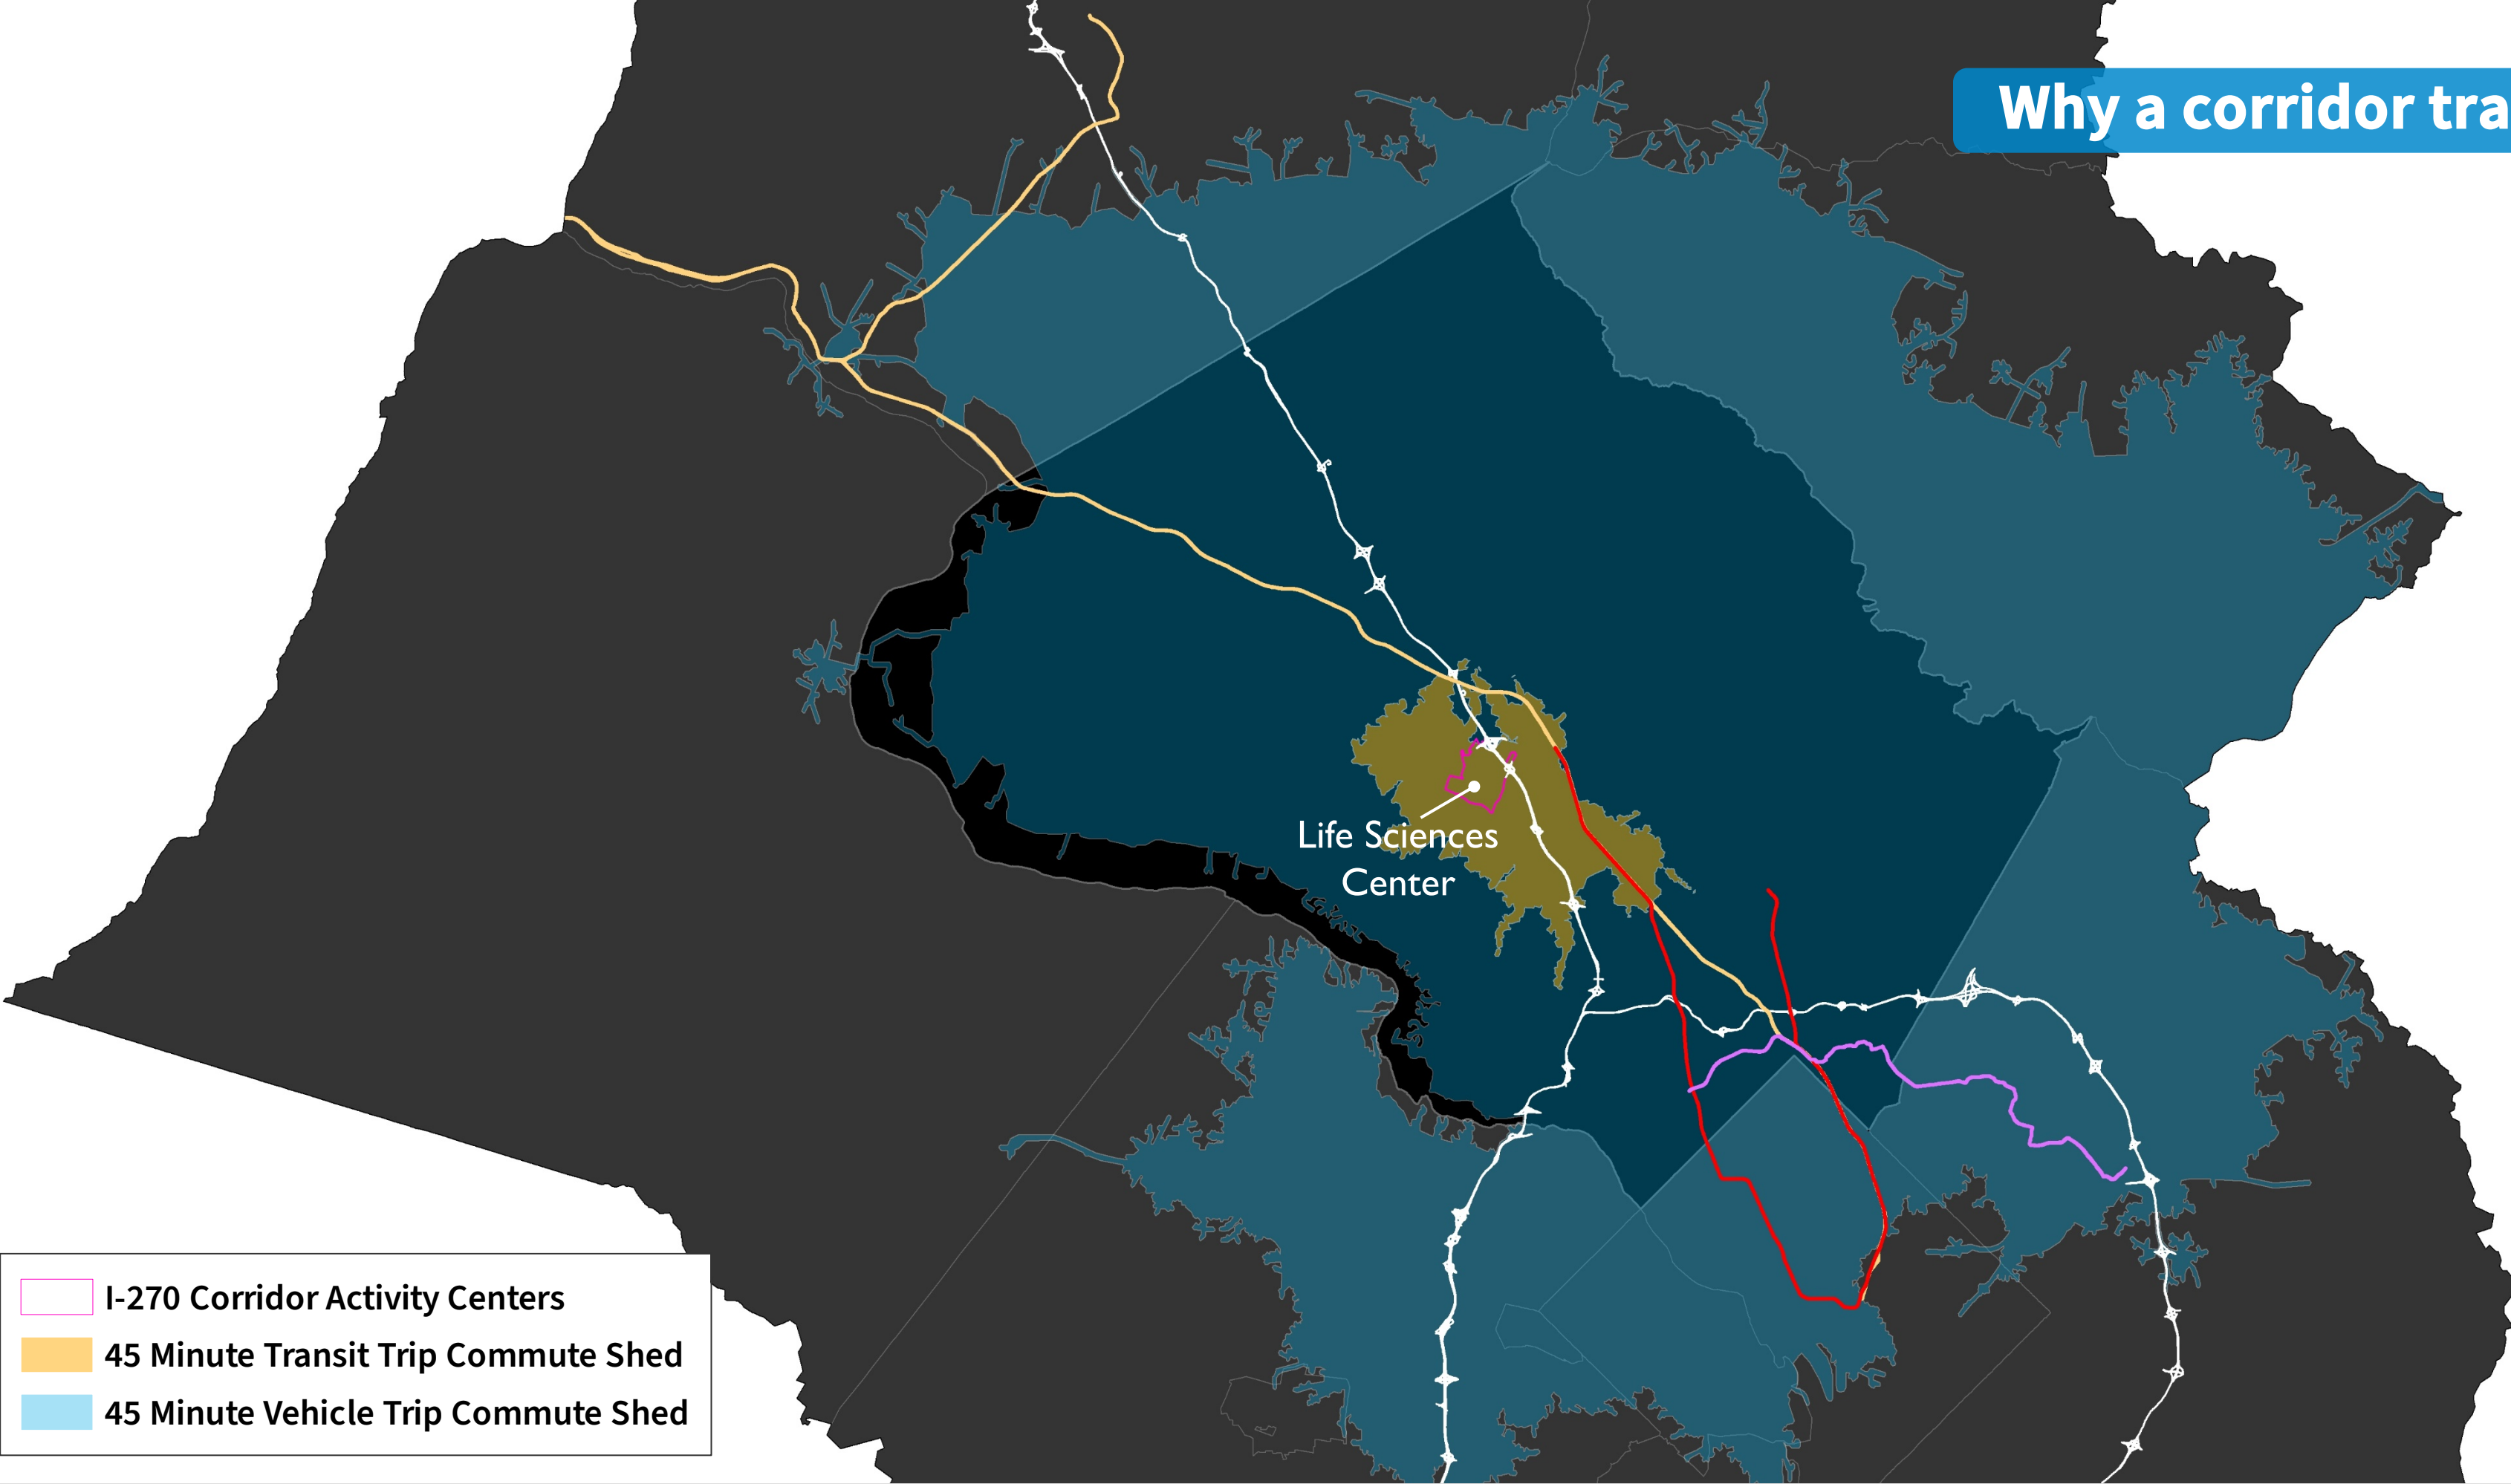 Why a corridor tra
Life Sciences
Center
I-270 Corridor Activity Centers
45 Minute Transit Trip Commute Shed
45 Minute Vehicle Trip Commute Shed